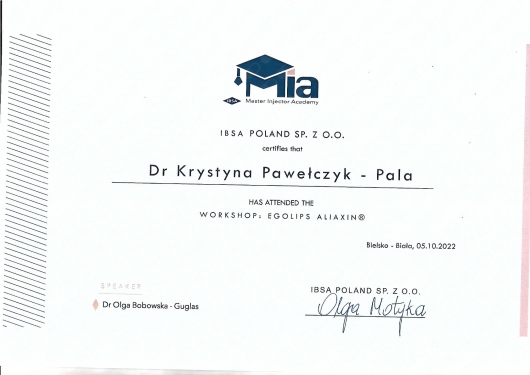 Mia
IBSA Master Injector Academy
IBSA POLAND SP. Z O.O.
certifies that
Dr Krystyna Pawełczyk - Pala
HAS ATTENDED THE
WORKSHOP: EGOLIPS ALIAXIN®
Bielsko - Biała, 05.10.2022
SPEAKER
Dr Olga Bobowska - Guglas
IBSA POLAND SP. Z O.O.
Olga Motyka